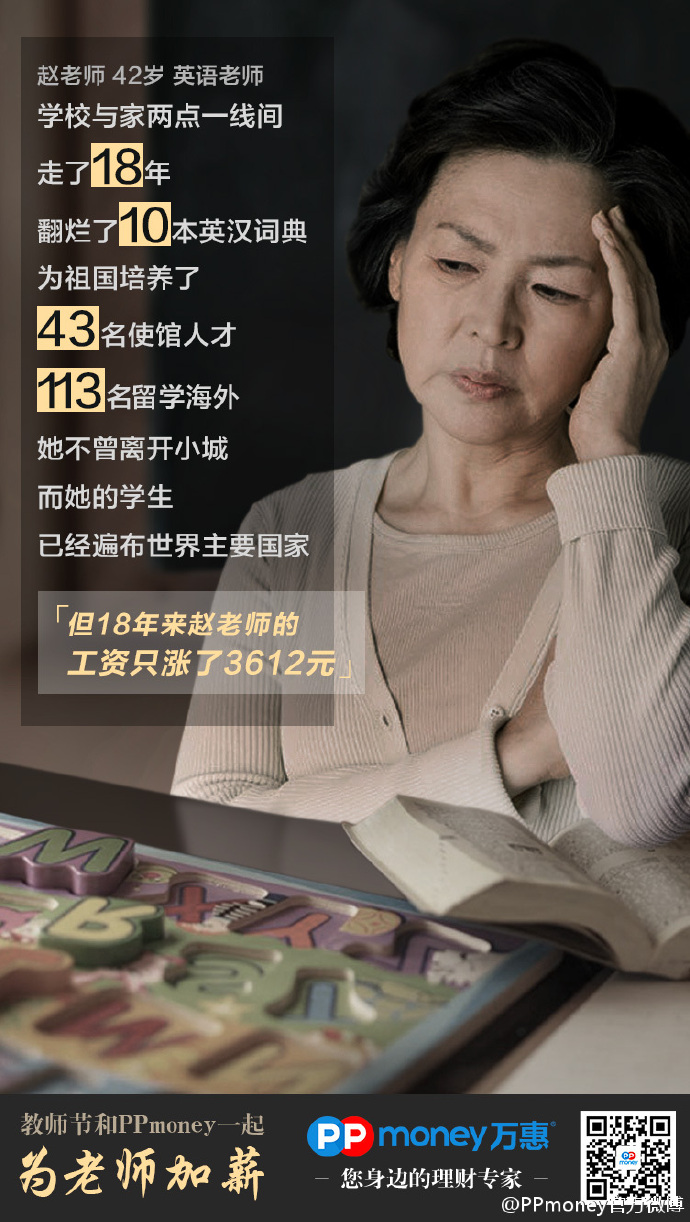 赵老师 42岁 英语老师
学校与家两点一线间
走了18年
翻烂了10本英汉词典
为祖国培养了
43名使馆人才
113名留学海外
她不曾离开小城
而她的学生
已经遍布世界主要国家
「但18年来赵老师的
工资只涨了3612元」
教师节和PPmoney一起
为老师加薪
PPmoney万惠®
－ 您身边的理财专家 －
PP
money
@PPmoney官方微博